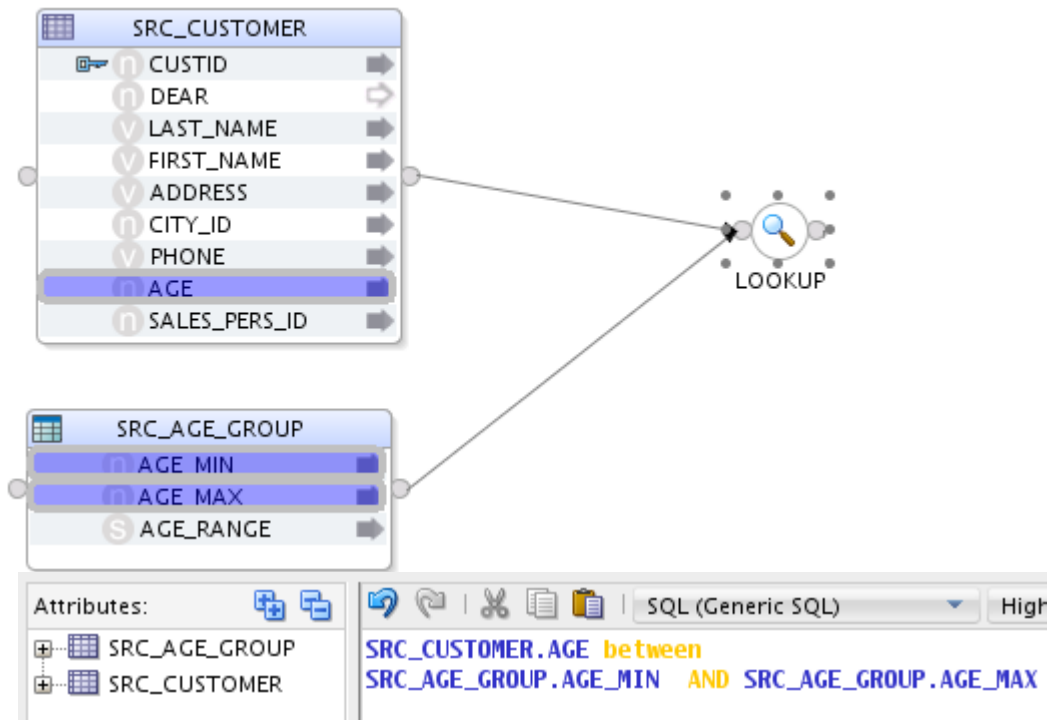 SRC_CUSTOMER
n CUSTID
n DEAR
v LAST_NAME
v FIRST_NAME
v ADDRESS
n CITY_ID
v PHONE
n AGE
n SALES_PERS_ID
LOOKUP
SRC_AGE_GROUP
n AGE_MIN
n AGE_MAX
S AGE_RANGE
Attributes:
SRC_AGE_GROUP
SRC_CUSTOMER
SQL (Generic SQL)
High
SRC_CUSTOMER.AGE between
SRC_AGE_GROUP.AGE_MIN AND SRC_AGE_GROUP.AGE_MAX